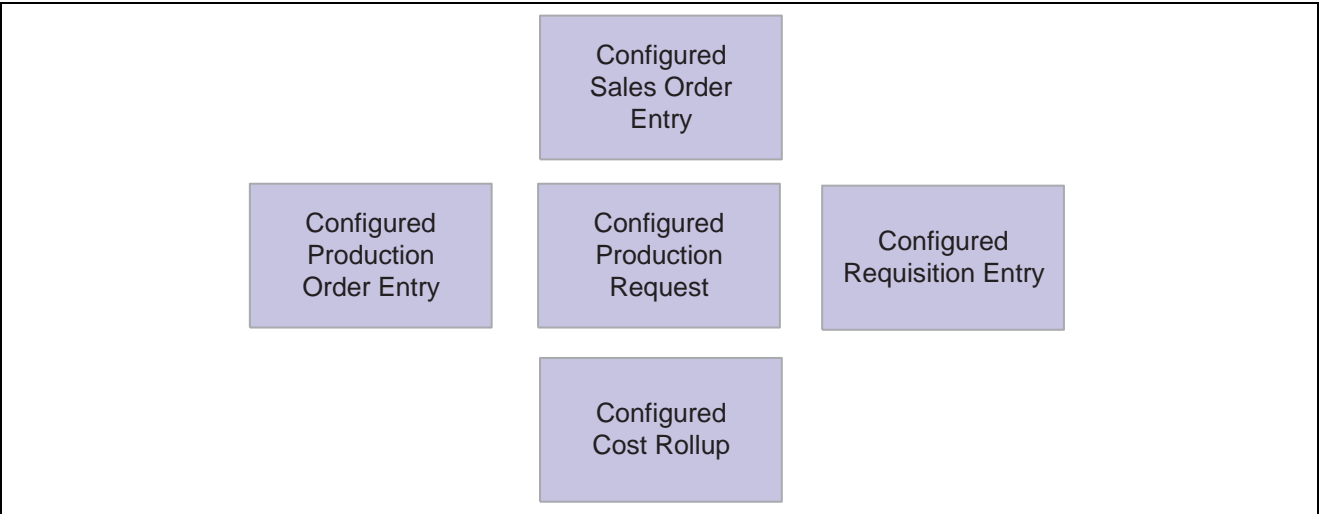 Configured
Sales Order
Entry
Configured
Production
Order Entry
Configured
Production
Request
Configured
Requisition Entry
Configured
Cost Rollup